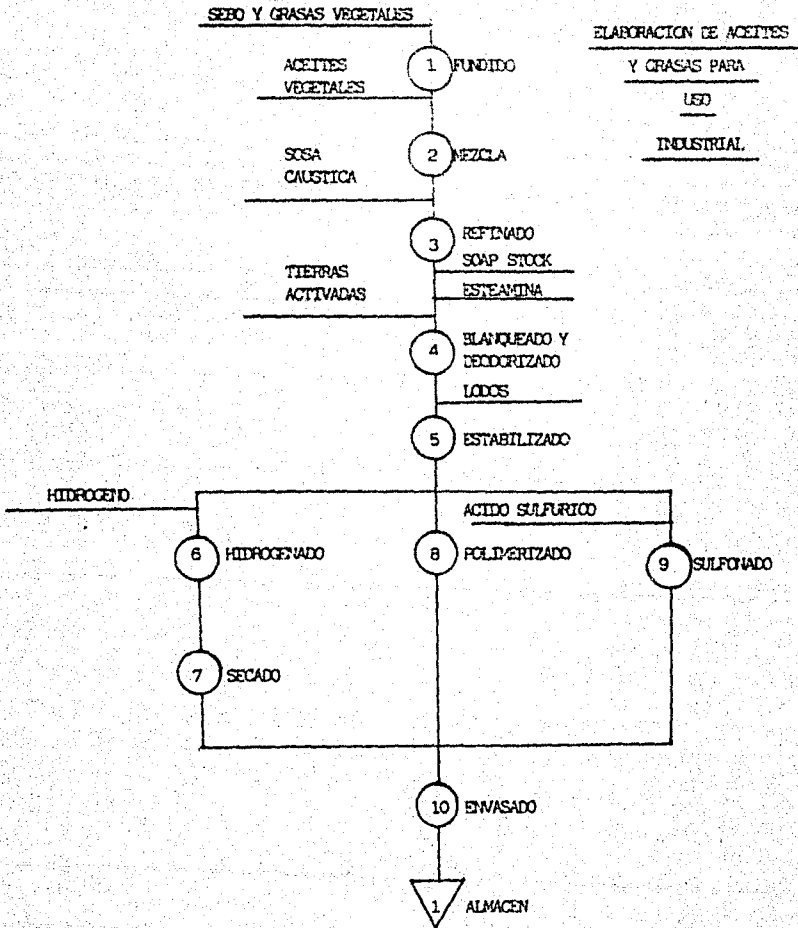 SEBO Y GRASAS VEGETALES
ELABORACION DE ACEITES
Y GRASAS PARA
USO
INDUSTRIAL
1 FUNDIDO
ACEITES
VEGETALES
2 MEZCLA
SOSA
CAUSTICA
3 REFINADO
SOAP STOCK
ESTEAMINA
TIERRAS
ACTIVADAS
4 BLANQUEADO Y
DEODORIZADO
LODOS
5 ESTABILIZADO
HIDROGENO
ACIDO SULFURICO
6 HIDROGENADO
8 POLIMERIZADO
9 SULFONADO
7 SECADO
10 ENVASADO
1 ALMACEN